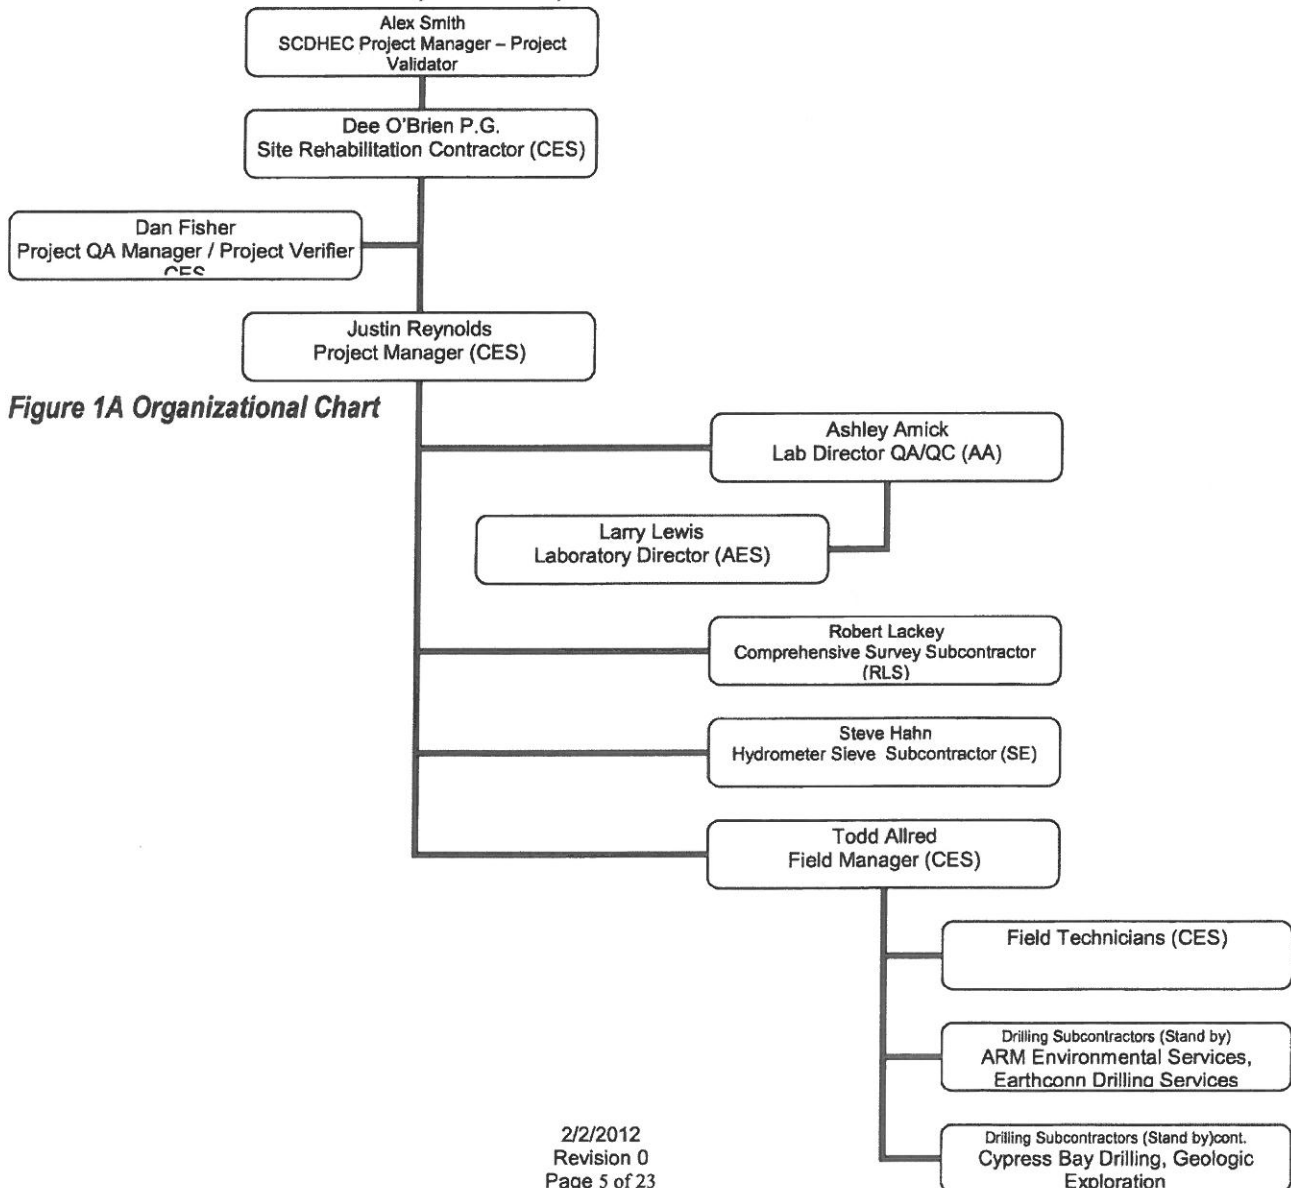 Alex Smith
SCDHEC Project Manager – Project
Validator
Dee O'Brien P.G.
Site Rehabilitation Contractor (CES)
Dan Fisher
Project QA Manager / Project Verifier
CES
Justin Reynolds
Project Manager (CES)
Figure 1A Organizational Chart
Ashley Amick
Lab Director QA/QC (AA)
Larry Lewis
Laboratory Director (AES)
Robert Lackey
Comprehensive Survey Subcontractor
(RLS)
Steve Hahn
Hydrometer Sieve Subcontractor (SE)
Todd Allred
Field Manager (CES)
Field Technicians (CES)
Drilling Subcontractors (Stand by)
ARM Environmental Services,
Earthconn Drilling Services
Drilling Subcontractors (Stand by)cont.
Cypress Bay Drilling, Geologic
Exploration
2/2/2012
Revision 0
Page 5 of 23